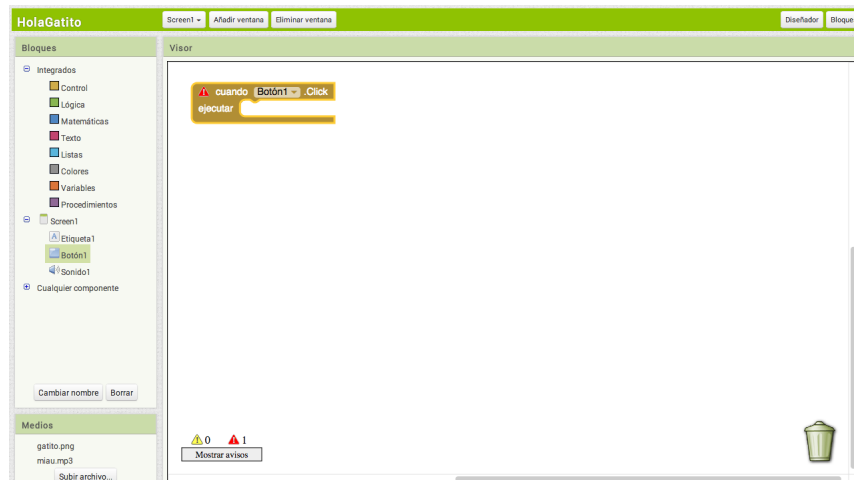 HolaGatito
Screen1
Añadir ventana
Eliminar ventana
Diseñador
Bloque
Bloques
Visor
Integrados
Control
Lógica
Matemáticas
Texto
Listas
Colores
Variables
Procedimientos
Screen1
Etiqueta1
Botón1
Sonido1
Cualquier componente
Cambiar nombre
Borrar
Medios
gatito.png
miau.mp3
Subir archivo...
cuando Botón1 .Click
ejecutar
0 1
Mostrar avisos